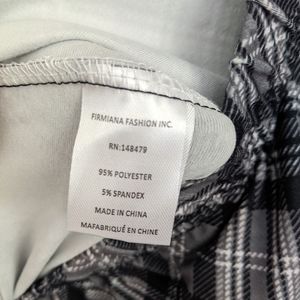 FIRMIANA FASHION INC.
RN:148479
95% POLYESTER
5% SPANDEX
MADE IN CHINA
MAFABRIQUÉ EN CHINE